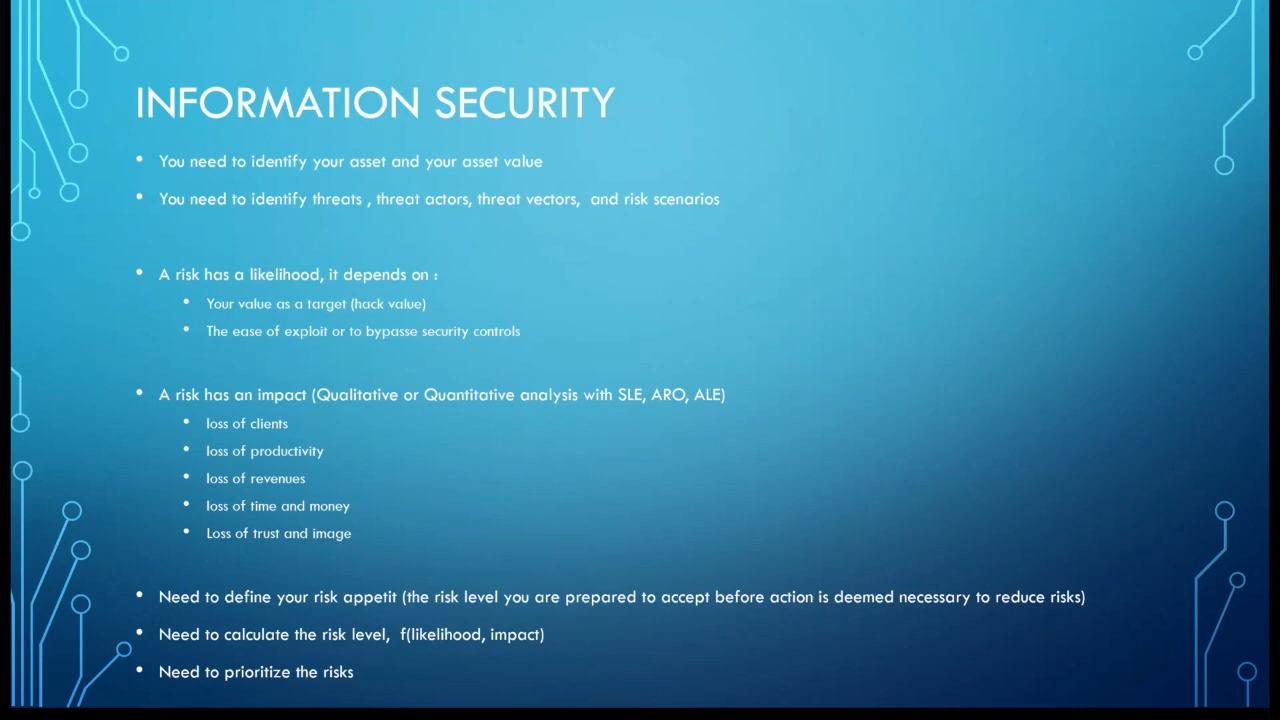 INFORMATION SECURITY
• You need to identify your asset and your asset value
• You need to identify threats , threat actors, threat vectors,  and risk scenarios
• A risk has a likelihood, it depends on :
• Your value as a target (hack value)
• The ease of exploit or to bypasse security controls
• A risk has an impact (Qualitative or Quantitative analysis with SLE, ARO, ALE)
• loss of clients
• loss of productivity
• loss of revenues
• loss of time and money
• Loss of trust and image
• Need to define your risk appetit (the risk level you are prepared to accept before action is deemed necessary to reduce risks)
• Need to calculate the risk level,  f(likelihood, impact)
• Need to prioritize the risks